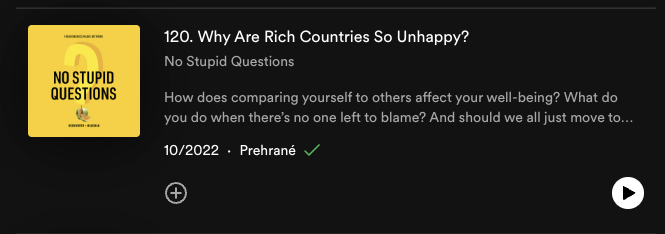 120. Why Are Rich Countries So Unhappy?
NO STUPID
QUESTIONS
No Stupid Questions
How does comparing yourself to others affect your well-being? What do
you do when there's no one left to blame? And should we all just move to...
10/2022 · Prehrané